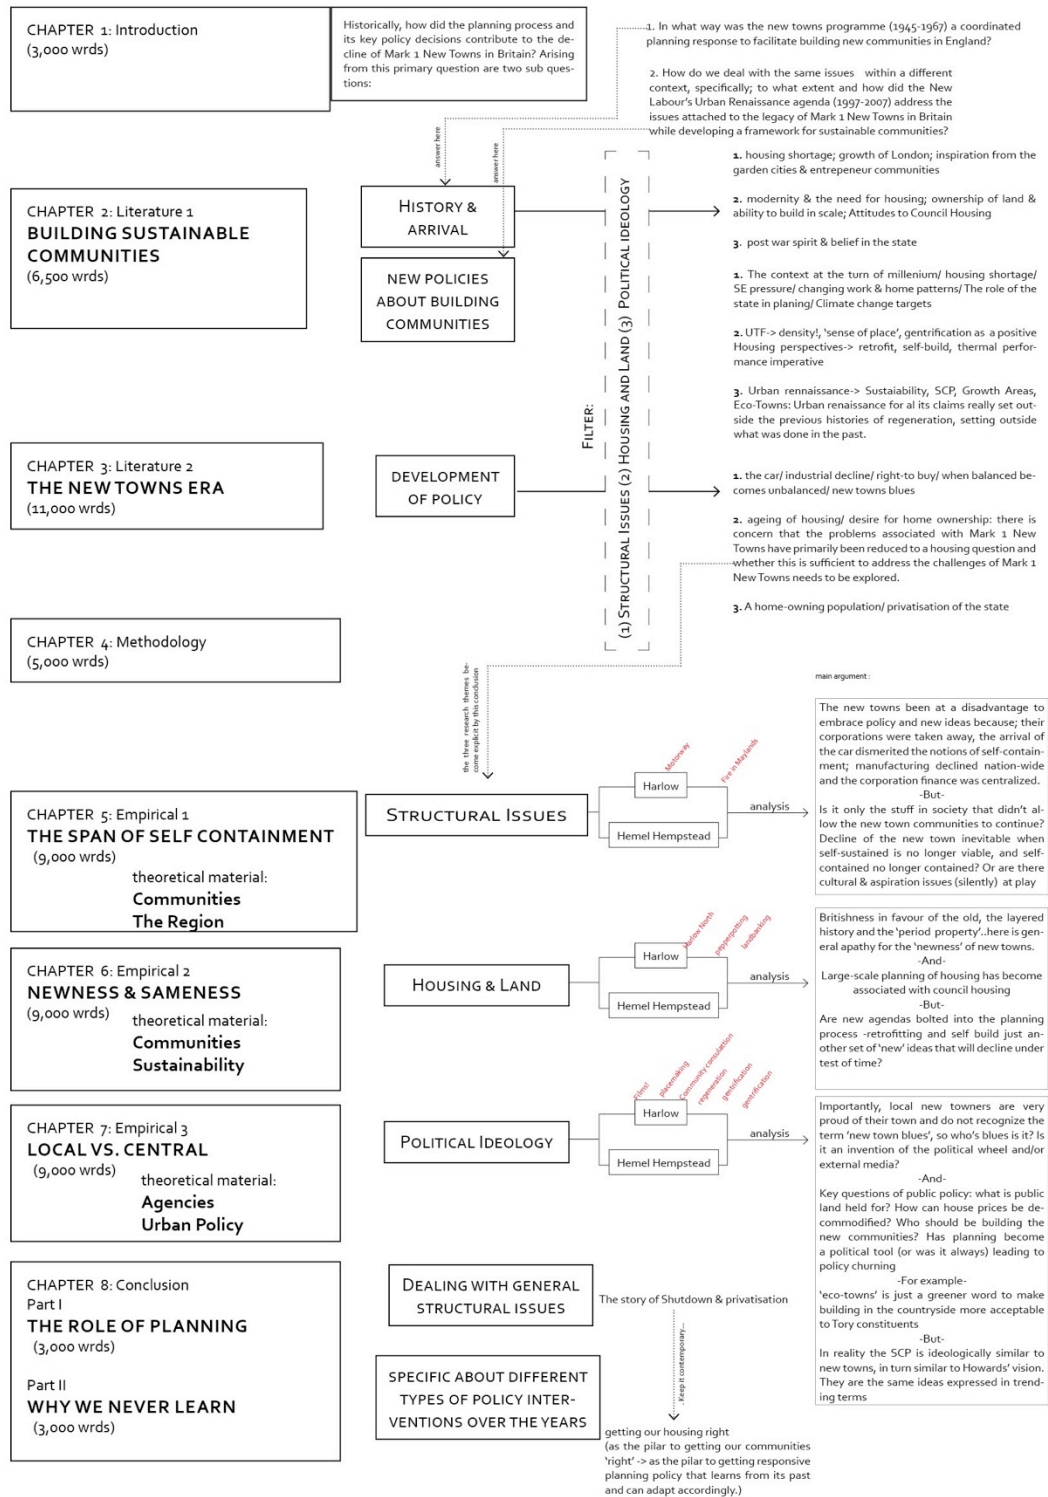 CHAPTER 1: Introduction
(3,000 wrds)
Historically, how did the planning process and
its key policy decisions contribute to the de-
cline of Mark 1 New Towns in Britain? Arising
from this primary question are two sub ques-
tions:
1. In what way was the new towns programme (1945-1967) a coordinated
planning response to facilitate building new communities in England?
2. How do we deal with the same issues within a different
context, specifically; to what extent and how did the New
Labour's Urban Renaissance agenda (1997-2007) address the
issues attached to the legacy of Mark 1 New Towns in Britain
while developing a framework for sustainable communities?
answer here
answer here
CHAPTER 2: Literature 1
BUILDING SUSTAINABLE
COMMUNITIES
(6,500 wrds)
HISTORY &
ARRIVAL
NEW POLICIES
ABOUT BUILDING
COMMUNITIES
FILTER:
(1) STRUCTURAL ISSUES (2) HOUSING AND LAND (3) POLITICAL IDEOLOGY
1. housing shortage; growth of London; inspiration from the
garden cities & entrepeneur communities
2. modernity & the need for housing; ownership of land &
ability to build in scale; Attitudes to Council Housing
3. post war spirit & belief in the state
1. The context at the turn of millenium/ housing shortage/
SE pressure/ changing work & home patterns/ The role of the
state in planing/ Climate change targets
2. UTF-> density!, 'sense of place', gentrification as a positive
Housing perspectives-> retrofit, self-build, thermal perfor-
mance imperative
3. Urban rennaissance-> Sustaiability, SCP, Growth Areas,
Eco-Towns: Urban renaissance for al its claims really set out-
side the previous histories of regeneration, setting outside
what was done in the past.
CHAPTER 3: Literature 2
THE NEW TOWNS ERA
(11,000 wrds)
DEVELOPMENT
OF POLICY
1. the car/ industrial decline/ right-to buy/ when balanced be-
comes unbalanced/ new towns blues
2. ageing of housing/ desire for home ownership: there is
concern that the problems associated with Mark 1 New
Towns have primarily been reduced to a housing question and
whether this is sufficient to address the challenges of Mark 1
New Towns needs to be explored.
3. A home-owning population/ privatisation of the state
CHAPTER 4: Methodology
(5,000 wrds)
the three research themes be-
come explicit by this conclusion
main argument :
CHAPTER 5: Empirical 1
THE SPAN OF SELF CONTAINMENT
(9,000 wrds)
theoretical material:
Communities
The Region
STRUCTURAL ISSUES
Motorway
Fire in Maylands
Harlow
Hemel Hempstead
analysis
The new towns been at a disadvantage to
embrace policy and new ideas because; their
corporations were taken away, the arrival of
the car dismerited the notions of self-contain-
ment; manufacturing declined nation-wide
and the corporation finance was centralized.
-But-
Is it only the stuff in society that didn't al-
low the new town communities to continue?
Decline of the new town inevitable when
self-sustained is no longer viable, and self-
contained no longer contained? Or are there
cultural & aspiration issues (silently) at play
CHAPTER 6: Empirical 2
NEWNESS & SAMENESS
(9,000 wrds)
theoretical material:
Communities
Sustainability
HOUSING & LAND
Harlow North
pepperpotting
landbanking
Harlow
Hemel Hempstead
analysis
Britishness in favour of the old, the layered
history and the 'period property'..here is gen-
eral apathy for the 'newness' of new towns.
-And-
Large-scale planning of housing has become
associated with council housing
-But-
Are new agendas bolted into the planning
process -retrofitting and self build just an-
other set of 'new' ideas that will decline under
test of time?
CHAPTER 7: Empirical 3
LOCAL VS. CENTRAL
(9,000 wrds)
theoretical material:
Agencies
Urban Policy
POLITICAL IDEOLOGY
Films!
placemaking
Community consulattion
regeneration
gentrification
gentrification
Harlow
Hemel Hempstead
analysis
Importantly, local new towners are very
proud of their town and do not recognize the
term 'new town blues', so who's blues is it? Is
it an invention of the political wheel and/or
external media?
-And-
Key questions of public policy: what is public
land held for? How can house prices be de-
commodified? Who should be building the
new communities? Has planning become
a political tool (or was it always) leading to
policy churning
-For example-
'eco-towns' is just a greener word to make
building in the countryside more acceptable
to Tory constituents
-But-
In reality the SCP is ideologically similar to
new towns, in turn similar to Howards' vision.
They are the same ideas expressed in trend-
ing terms
CHAPTER 8: Conclusion
Part I
THE ROLE OF PLANNING
(3,000 wrds)
Part II
WHY WE NEVER LEARN
(3,000 wrds)
DEALING WITH GENERAL
STRUCTURAL ISSUES
SPECIFIC ABOUT DIFFERENT
TYPES OF POLICY INTER-
VENTIONS OVER THE YEARS
The story of Shutdown & privatisation
. Keep it contemporary...
getting our housing right
(as the pilar to getting our communities
'right' -> as the pilar to getting responsive
planning policy that learns from its past
and can adapt accordingly.)